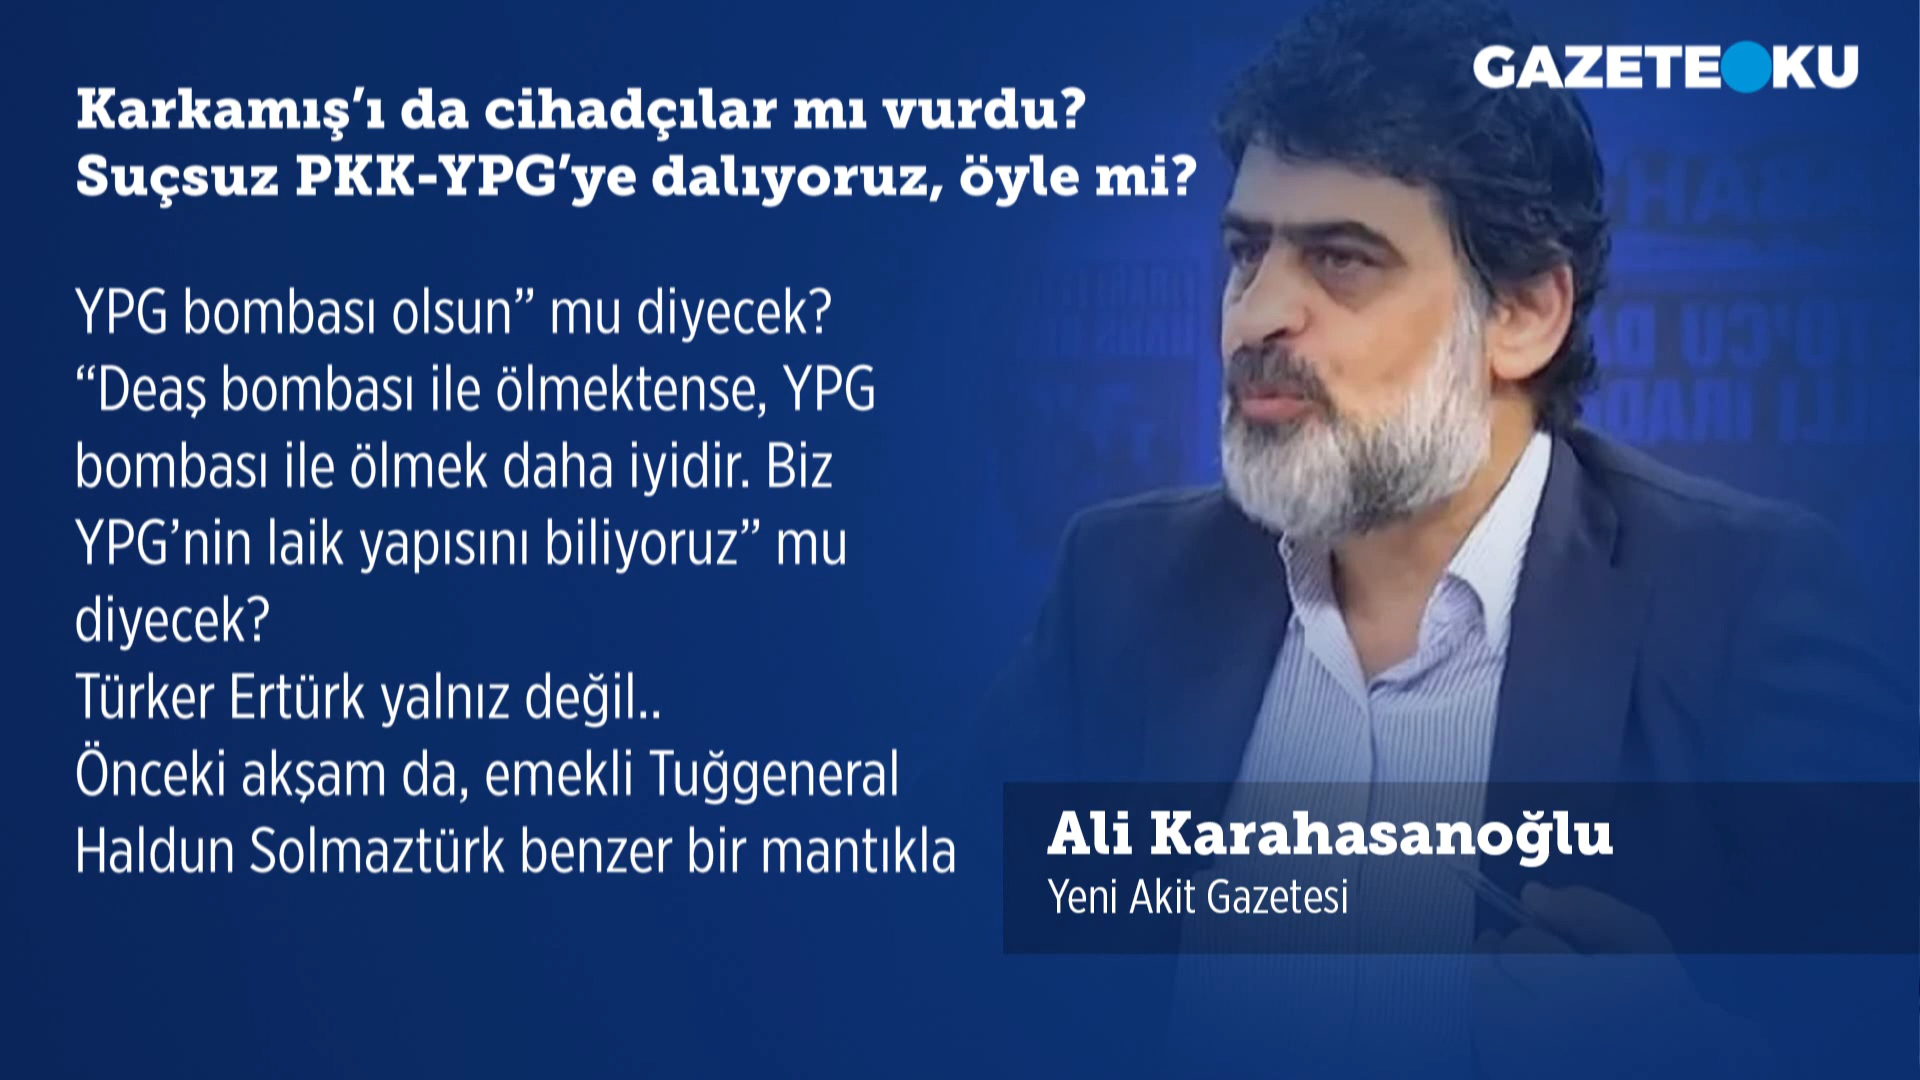 GAZETE OKU
Karkamış’ı da cihadçılar mı vurdu?
Suçsuz PKK-YPG’ye dalıyoruz, öyle mi?
YPG bombası olsun” mu diyecek?
“Deaş bombası ile ölmektense, YPG
bombası ile ölmek daha iyidir. Biz
YPG’nin laik yapısını biliyoruz” mu
diyecek?
Türker Ertürk yalnız değil..
Önceki akşam da, emekli Tuğgeneral
Haldun Solmaztürk benzer bir mantıkla
Ali Karahasanoğlu
Yeni Akit Gazetesi